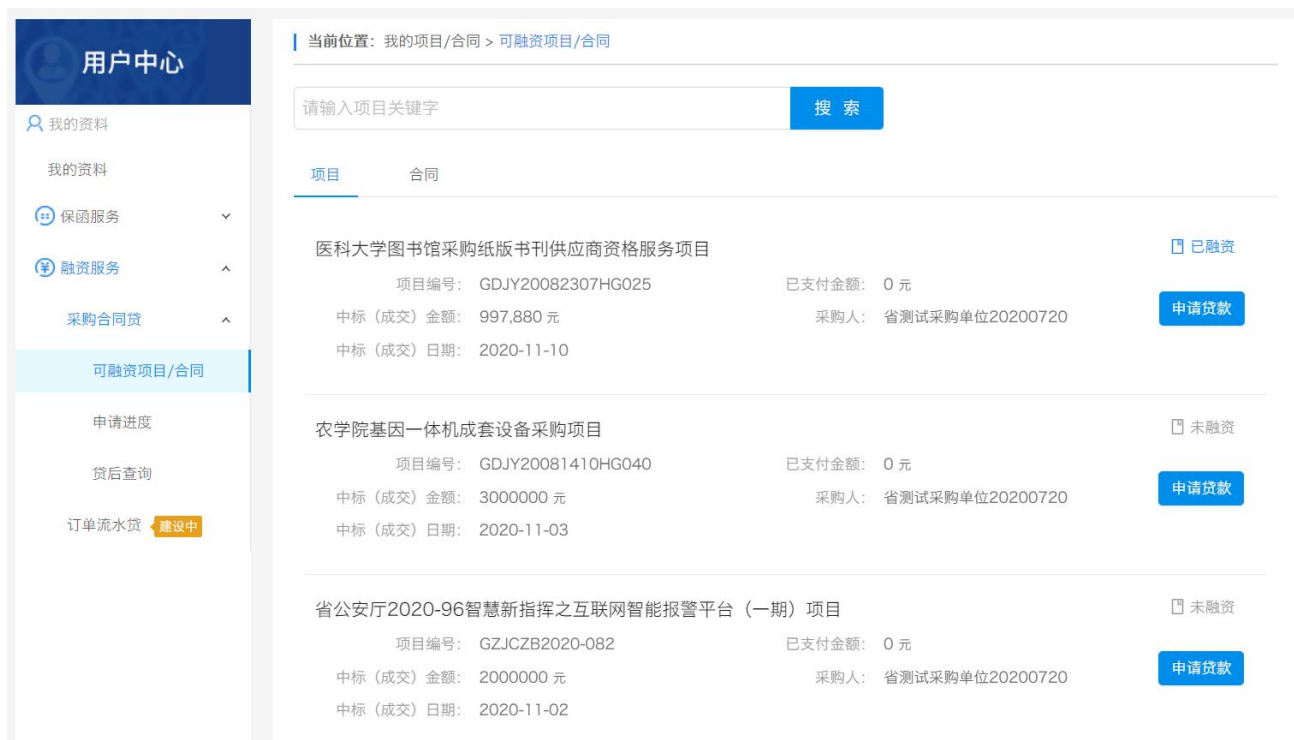 用户中心
我的资料
我的资料
保函服务
融资服务
采购合同贷
可融资项目/合同
申请进度
贷后查询
订单流水贷 建设中
当前位置：我的项目/合同 > 可融资项目/合同
请输入项目关键字 搜 索
项目 合同
医科大学图书馆采购纸版书刊供应商资格服务项目 已融资
项目编号： GDJY20082307HG025 已支付金额： 0 元
中标（成交）金额： 997,880 元 采购人： 省测试采购单位20200720 申请贷款
中标（成交）日期： 2020-11-10
农学院基因一体机成套设备采购项目 未融资
项目编号： GDJY20081410HG040 已支付金额： 0 元
中标（成交）金额： 3000000 元 采购人： 省测试采购单位20200720 申请贷款
中标（成交）日期： 2020-11-03
省公安厅2020-96智慧新指挥之互联网智能报警平台（一期）项目 未融资
项目编号： GZJCZB2020-082 已支付金额： 0 元
中标（成交）金额： 2000000 元 采购人： 省测试采购单位20200720 申请贷款
中标（成交）日期： 2020-11-02